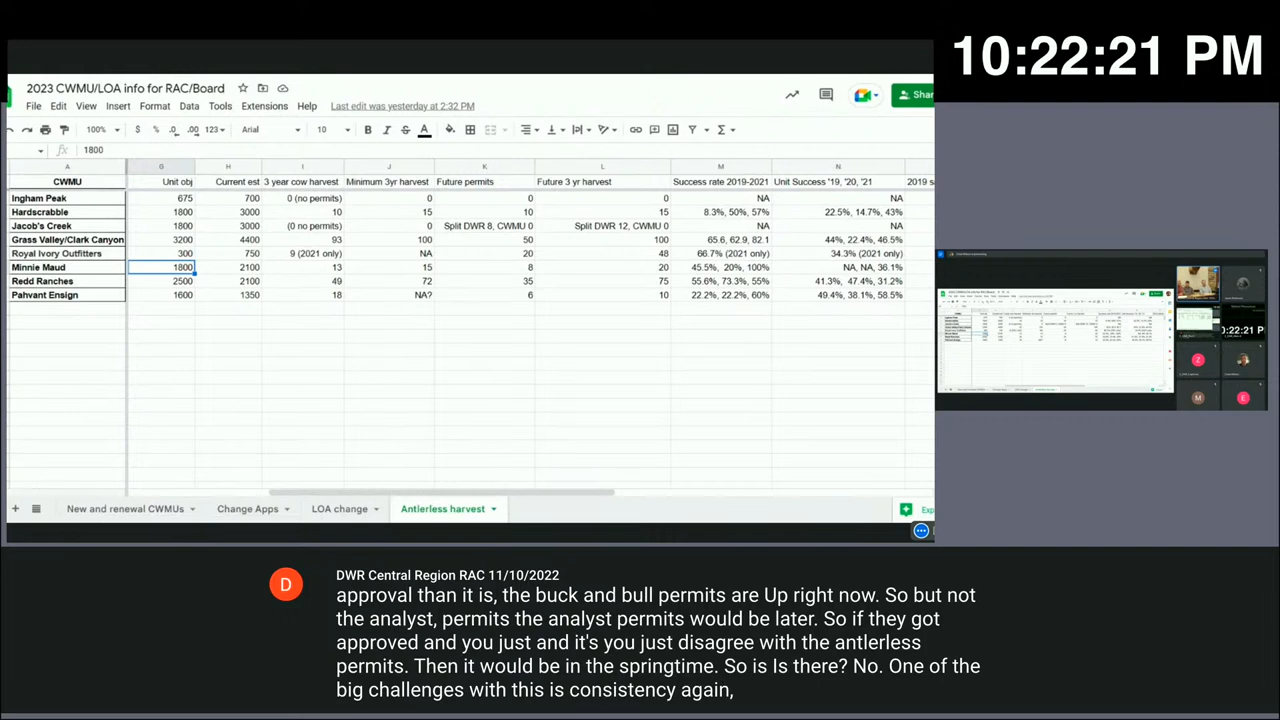 10:22:21 PM
2023 CWMU/LOA info for RAC/Board
File Edit View Insert Format Data Tools Extensions Help Last edit was yesterday at 2:32 PM
Shar
100% $ % .0 .00 123 Arial 10 B I S A
fx 1800
A G H I J K L M N
CWMU Unit obj Current est 3 year cow harvest Minimum 3yr harvest Future permits Future 3 yr harvest Success rate 2019-2021 Unit Success '19, '20, '21 2019 s
Ingham Peak 675 700 0 (no permits) 0 0 0 NA NA
Hardscrabble 1800 3000 10 15 10 15 8.3%, 50%, 57% 22.5%, 14.7%, 43%
Jacob's Creek 1800 3000 (0 no permits) 0 Split DWR 8, CWMU 0 Split DWR 12, CWMU 0 NA NA
Grass Valley/Clark Canyon 3200 4400 93 100 50 100 65.6, 62.9, 82.1 44%, 22.4%, 46.5%
Royal Ivory Outfitters 300 750 9 (2021 only) NA 20 48 66.7% (2021 only) 34.3% (2021 only)
Minnie Maud 1800 2100 13 15 8 20 45.5%, 20%, 100% NA, NA, 36.1%
Redd Ranches 2500 2100 49 72 35 75 55.6%, 73.3%, 55% 41.3%, 47.4%, 31.2%
Pahvant Ensign 1600 1350 18 NA? 6 10 22.2%, 22.2%, 60% 49.4%, 38.1%, 58.5%
10:22:21 PM
Z
M E
New and renewal CWMUs Change Apps LOA change Antlerless harvest
Exp
D DWR Central Region RAC 11/10/2022
approval than it is, the buck and bull permits are Up right now. So but not
the analyst, permits the analyst permits would be later. So if they got
approved and you just and it's you just disagree with the antlerless
permits. Then it would be in the springtime. So is Is there? No. One of the
big challenges with this is consistency again,